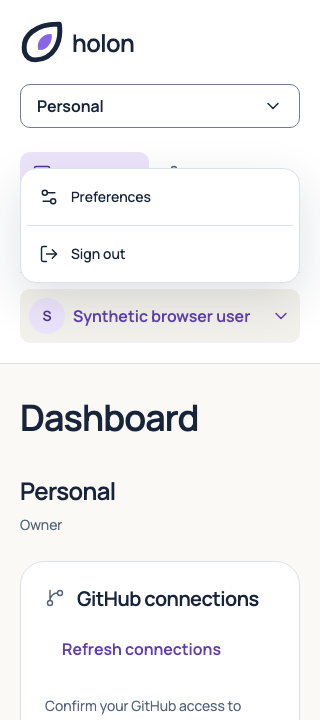 holon
Personal
Preferences
Sign out
S
Synthetic browser user
Dashboard
Personal
Owner
GitHub connections
Refresh connections
Confirm your GitHub access to